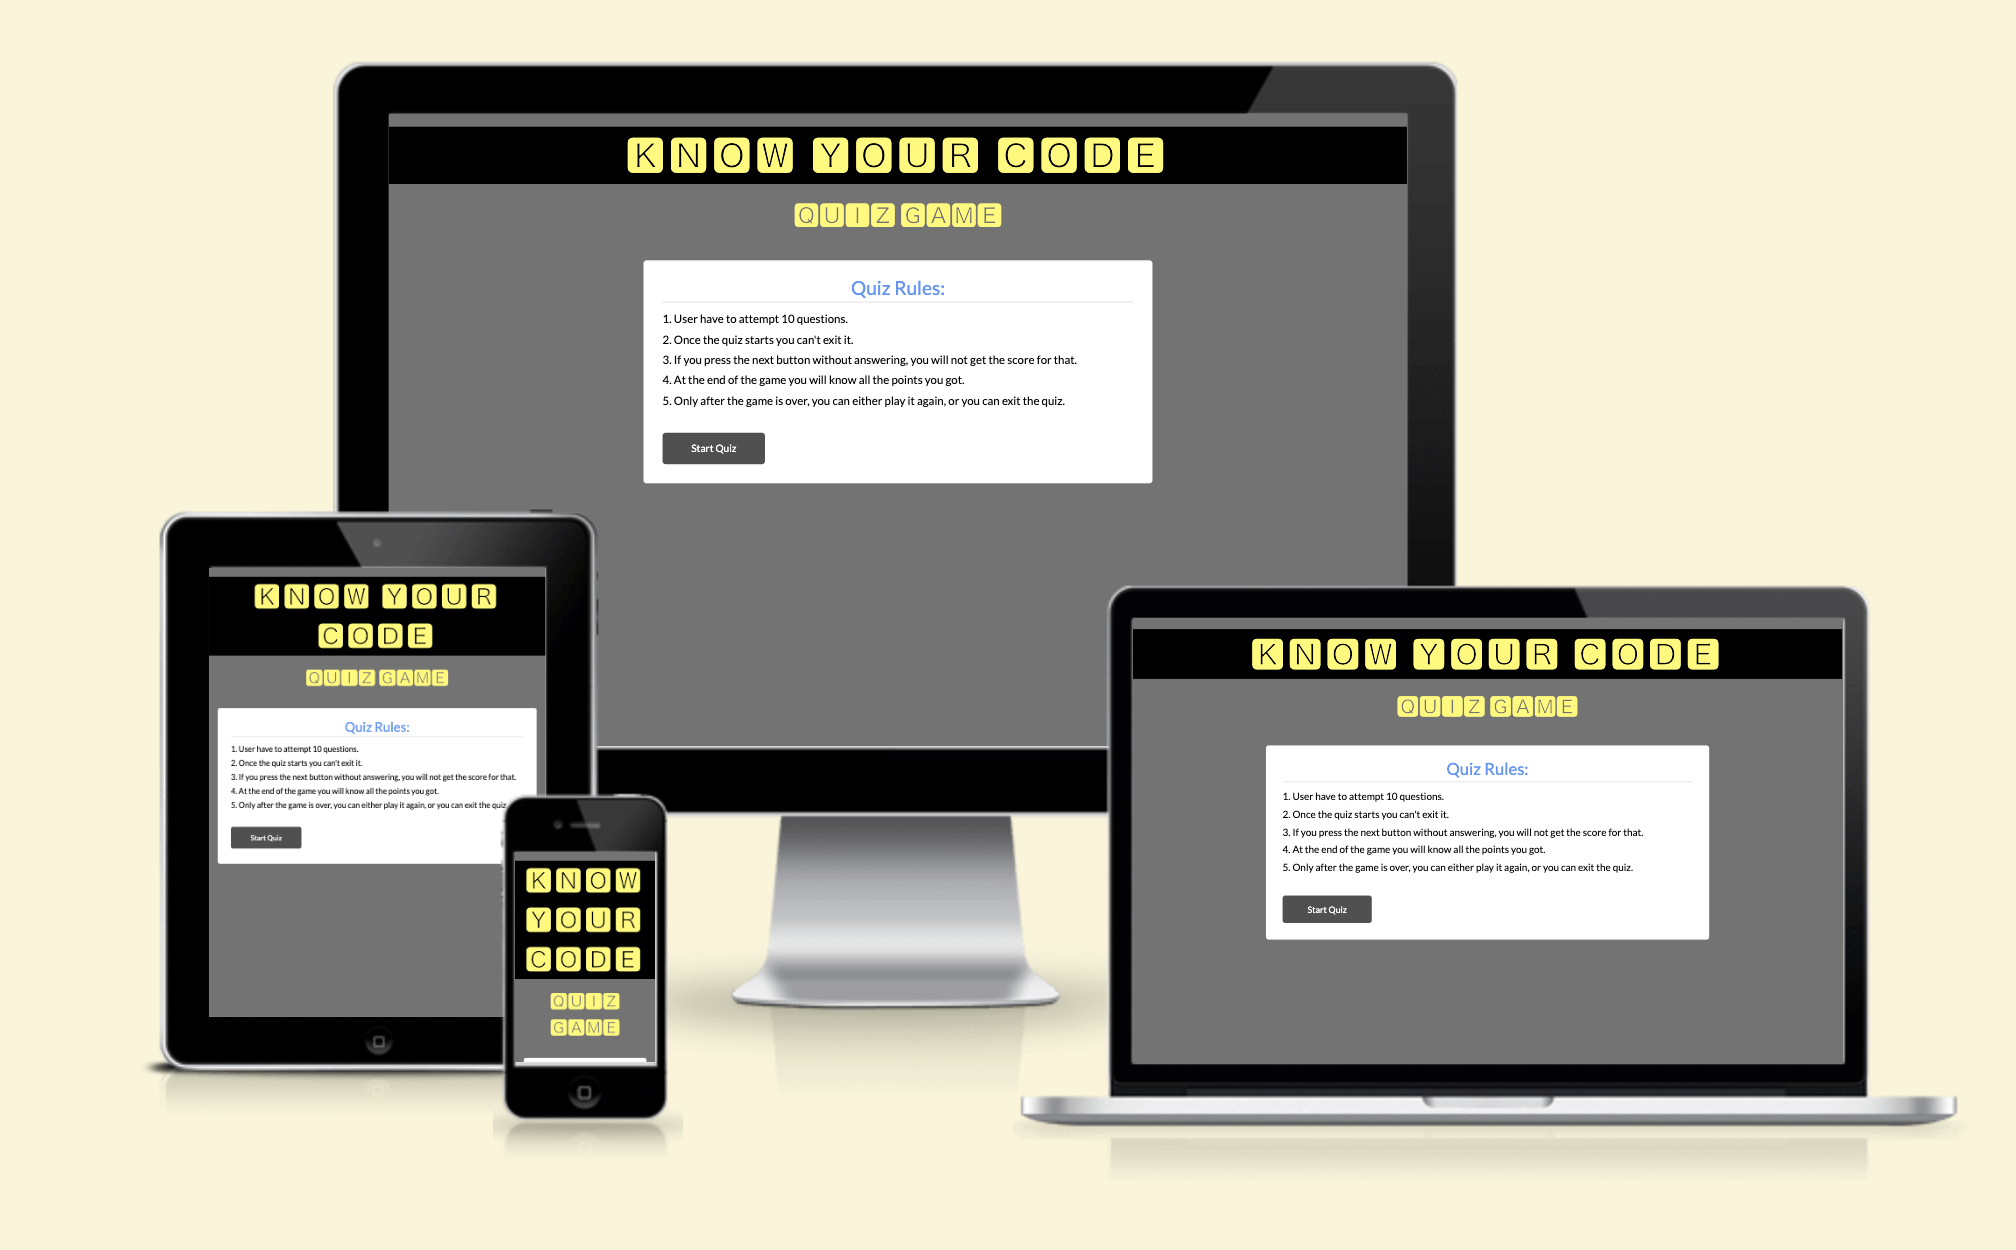 KNOW YOUR CODE
QUIZ GAME
Quiz Rules:
1. User have to attempt 10 questions.
2. Once the quiz starts you can't exit it.
3. If you press the next button without answering, you will not get the score for that.
4. At the end of the game you will know all the points you got.
5. Only after the game is over, you can either play it again, or you can exit the quiz.
Start Quiz
KNOW YOUR
CODE
QUIZ GAME
Quiz Rules:
1. User have to attempt 10 questions.
2. Once the quiz starts you can't exit it.
3. If you press the next button without answering, you will not get the score for that.
4. At the end of the game you will know all the points you got.
5. Only after the game is over, you can either play it again, or you can exit the quiz
Start Quiz
KNOW
YOUR
CODE
QUIZ
GAME
KNOW YOUR CODE
QUIZ GAME
Quiz Rules:
1. User have to attempt 10 questions.
2. Once the quiz starts you can't exit it.
3. If you press the next button without answering, you will not get the score for that.
4. At the end of the game you will know all the points you got.
5. Only after the game is over, you can either play it again, or you can exit the quiz.
Start Quiz